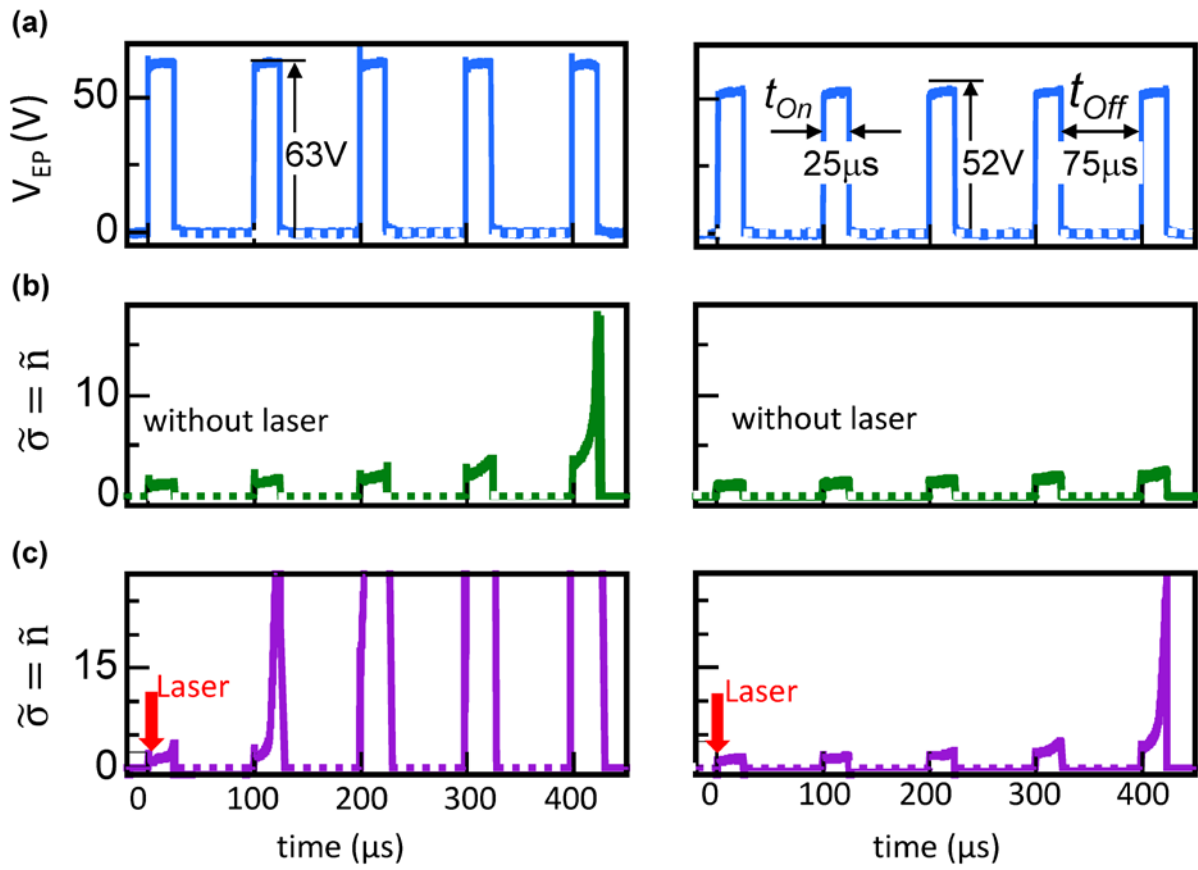 (a)
V_EP (V)
50
0
63V
t_On
25μs
52V
t_Off
75μs
(b)
σ̃ = ñ
10
0
without laser
without laser
(c)
σ̃ = ñ
15
0
Laser
Laser
0 100 200 300 400
0 100 200 300 400
time (μs)
time (μs)